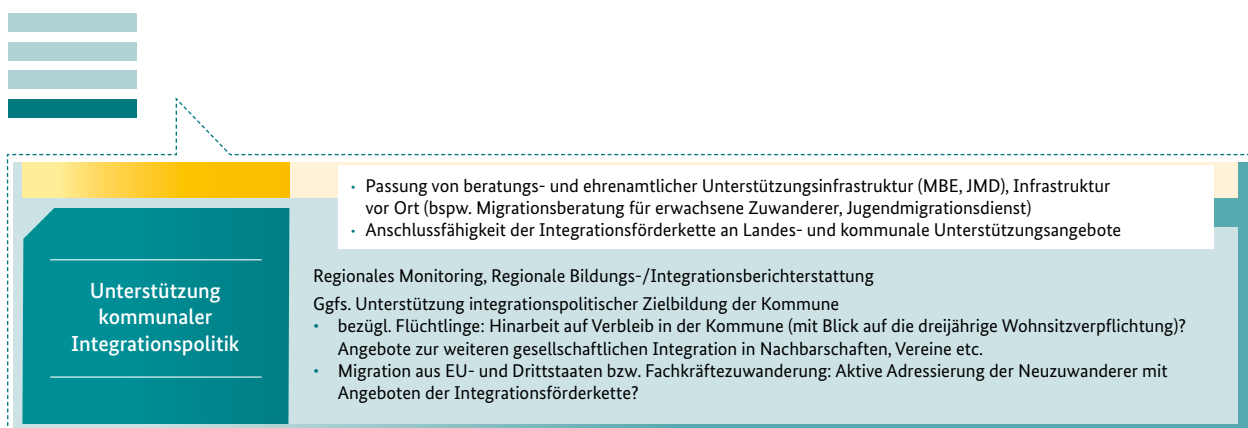 • Passung von beratungs- und ehrenamtlicher Unterstützungsinfrastruktur (MBE, JMD), Infrastruktur
vor Ort (bspw. Migrationsberatung für erwachsene Zuwanderer, Jugendmigrationsdienst)
• Anschlussfähigkeit der Integrationsförderkette an Landes- und kommunale Unterstützungsangebote
Unterstützung
kommunaler
Integrationspolitik
Regionales Monitoring, Regionale Bildungs-/Integrationsberichterstattung
Ggfs. Unterstützung integrationspolitischer Zielbildung der Kommune
• bezügl. Flüchtlinge: Hinarbeit auf Verbleib in der Kommune (mit Blick auf die dreijährige Wohnsitzverpflichtung)?
Angebote zur weiteren gesellschaftlichen Integration in Nachbarschaften, Vereine etc.
• Migration aus EU- und Drittstaaten bzw. Fachkräftezuwanderung: Aktive Adressierung der Neuzuwanderer mit
Angeboten der Integrationsförderkette?